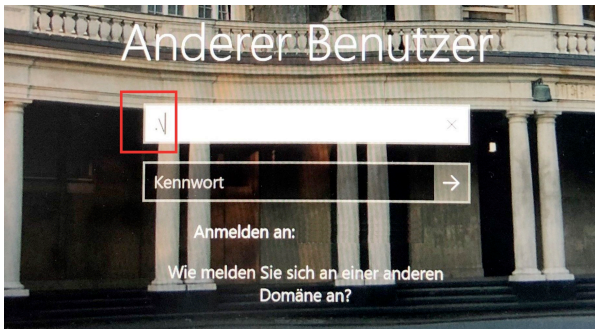 Anderer Benutzer
.\
Kennwort
Anmelden an:
Wie melden Sie sich an einer anderen
Domäne an?